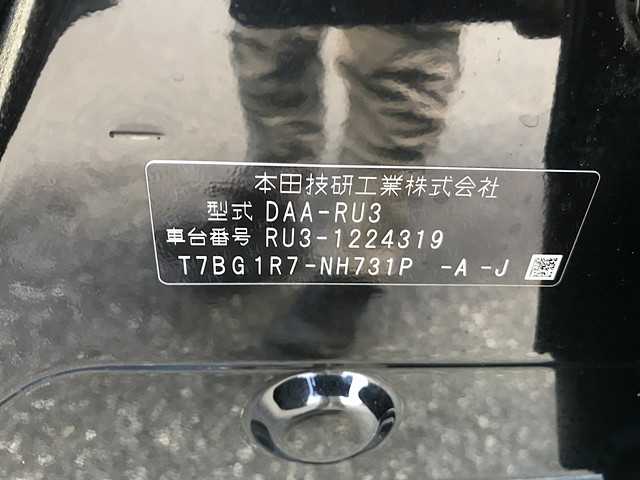 本田技研工業株式会社
型式 DAA-RU3
車台番号 RU3-1224319
T7BG1R7-NH731P -A -J